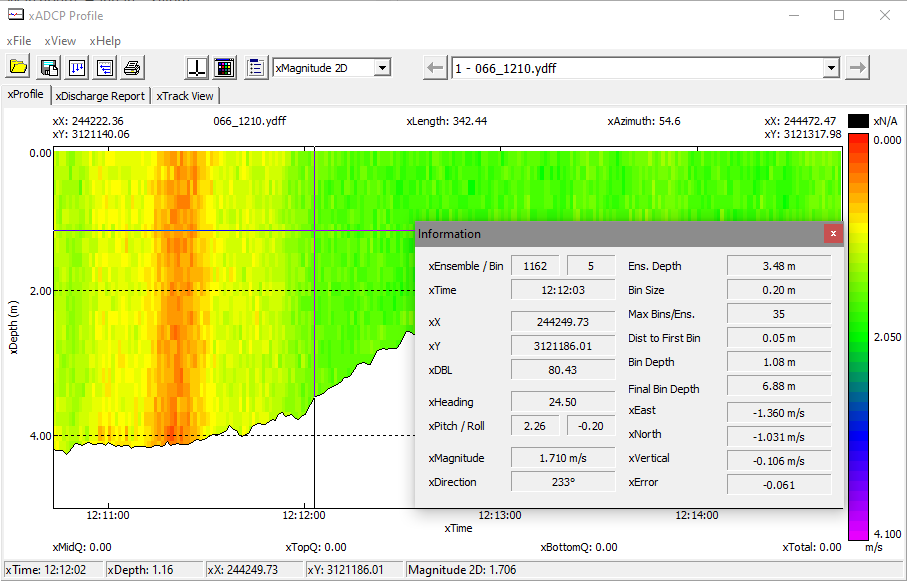 xADCP Profile
xFile xView xHelp
xMagnitude 2D 1 - 066_1210.ydff
xProfile xDischarge Report xTrack View
xX: 244222.36 066_1210.ydff xLength: 342.44 xAzimuth: 54.6 xX: 244472.47 xN/A
xY: 3121140.06 xY: 3121317.98
0.000
0.00
Information x
xEnsemble / Bin 1162 5 Ens. Depth 3.48 m
xTime 12:12:03 Bin Size 0.20 m
2.00
Max Bins/Ens. 35
xX 244249.73
xDepth (m)
2.050
xY 3121186.01 Dist to First Bin 0.05 m
xDBL 80.43 Bin Depth 1.08 m
Final Bin Depth 6.88 m
xHeading 24.50 xEast -1.360 m/s
xPitch / Roll 2.26 -0.20 xNorth -1.031 m/s
4.00
xMagnitude 1.710 m/s xVertical -0.106 m/s
xDirection 233° xError -0.061
12:11:00 12:12:00 12:13:00 12:14:00
xTime
4.100
xMidQ: 0.00 xTopQ: 0.00 xBottomQ: 0.00 xTotal: 0.00 m/s
xTime: 12:12:02 xDepth: 1.16 xX: 244249.73 xY: 3121186.01 Magnitude 2D: 1.706